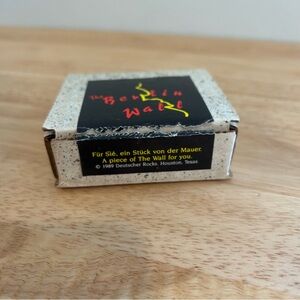 The
Berlin
Wall
Für Sie, ein Stück von der Mauer.
A piece of The Wall for you.
© 1989 Deutscher Rocks, Houston, Texas